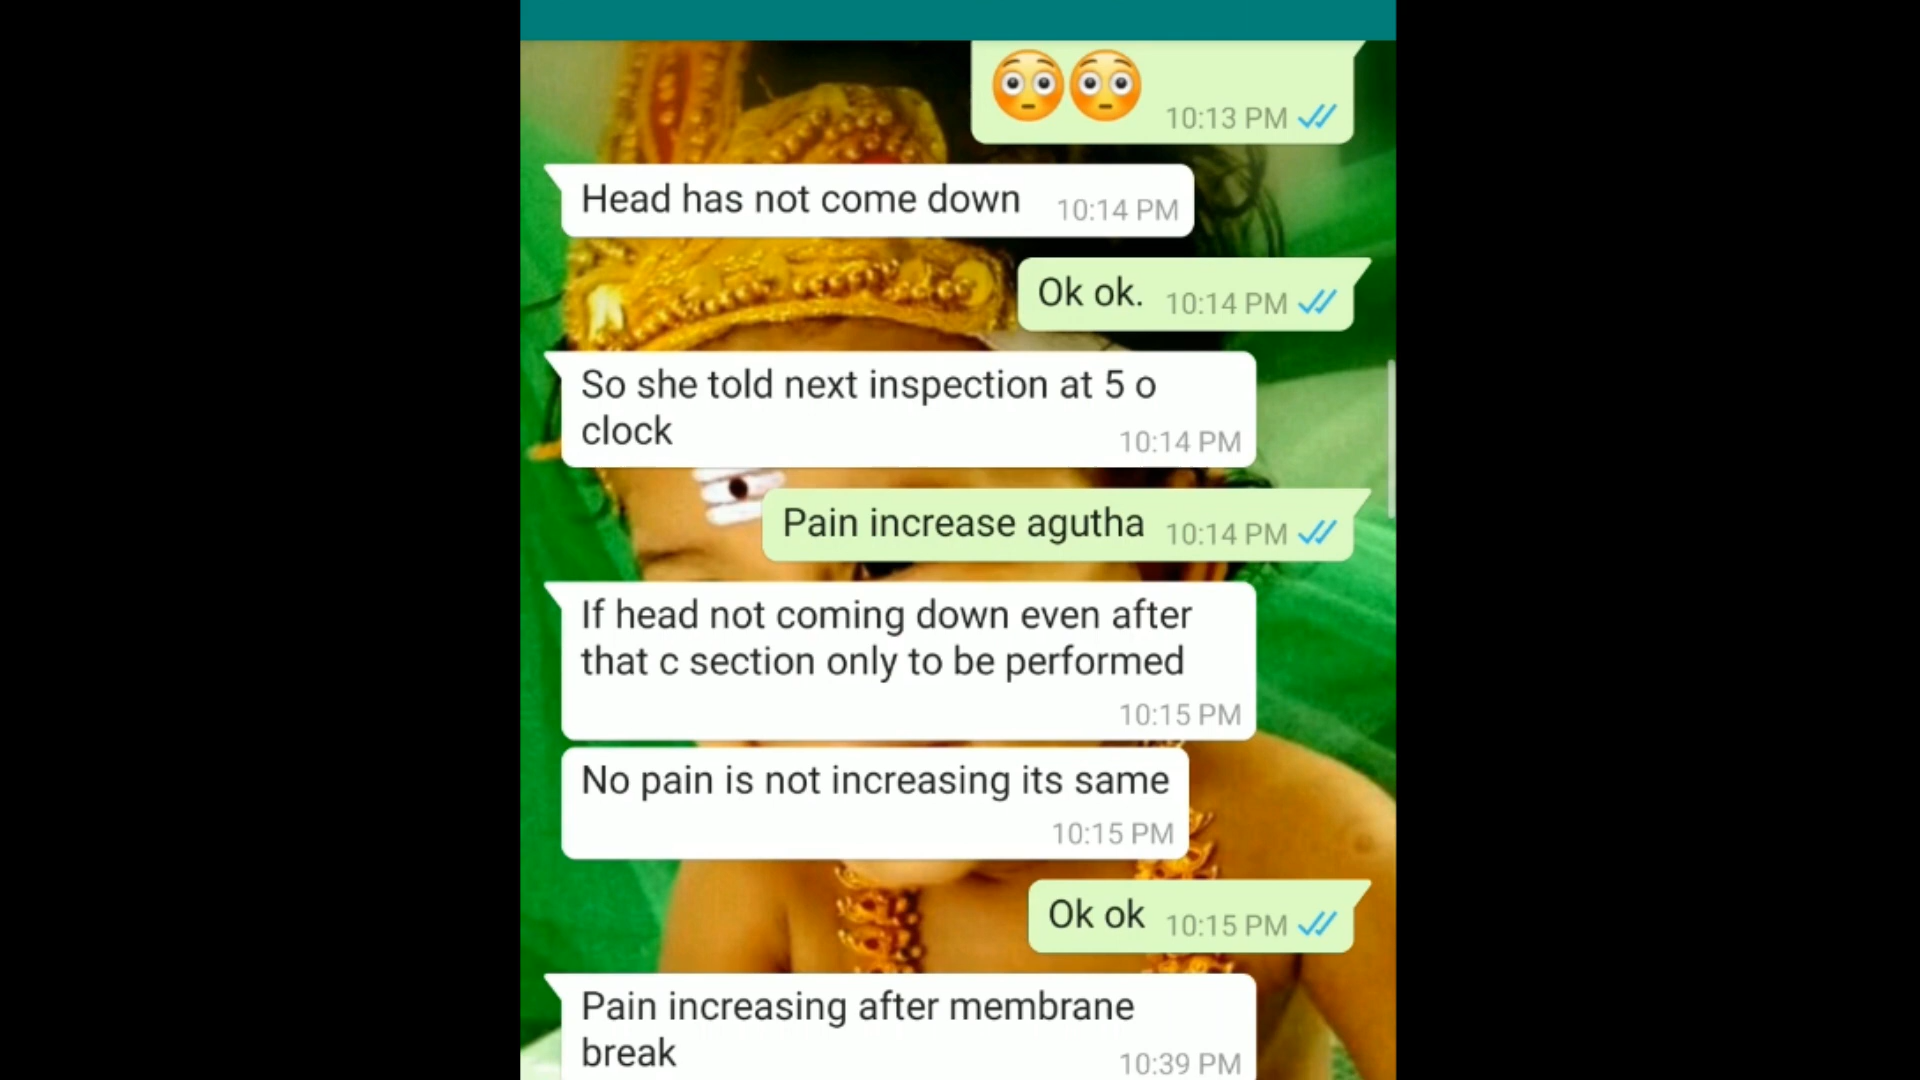 😳😳 10:13 PM
Head has not come down 10:14 PM
Ok ok. 10:14 PM
So she told next inspection at 5 o
clock 10:14 PM
Pain increase agutha 10:14 PM
If head not coming down even after
that c section only to be performed
10:15 PM
No pain is not increasing its same
10:15 PM
Ok ok 10:15 PM
Pain increasing after membrane
break 10:39 PM